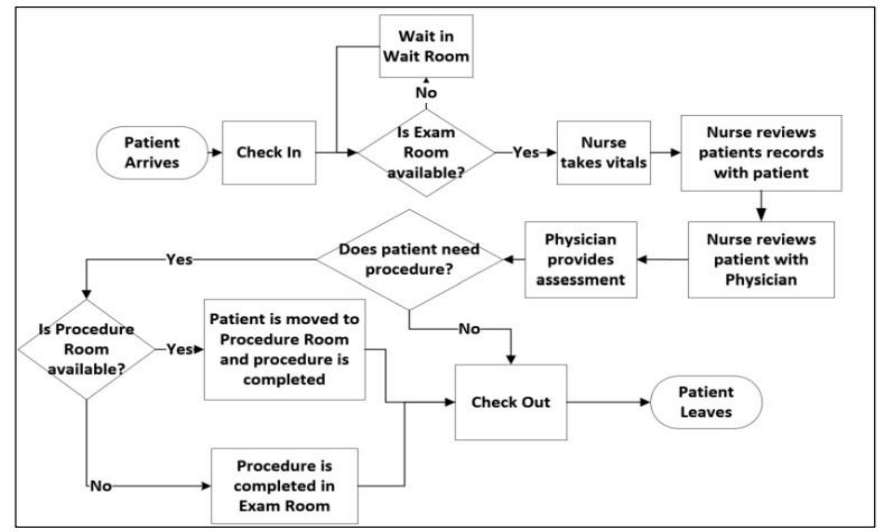 Wait in
Wait Room
No
Patient
Arrives
Check In
Is Exam
Room
available?
Yes
Nurse
takes vitals
Nurse reviews
patients records
with patient
Nurse reviews
patient with
Physician
Physician
provides
assessment
Does patient need
procedure?
Yes
Is Procedure
Room
available?
Yes
Patient is moved to
Procedure Room
and procedure is
completed
No
Check Out
Patient
Leaves
No
Procedure is
completed in
Exam Room